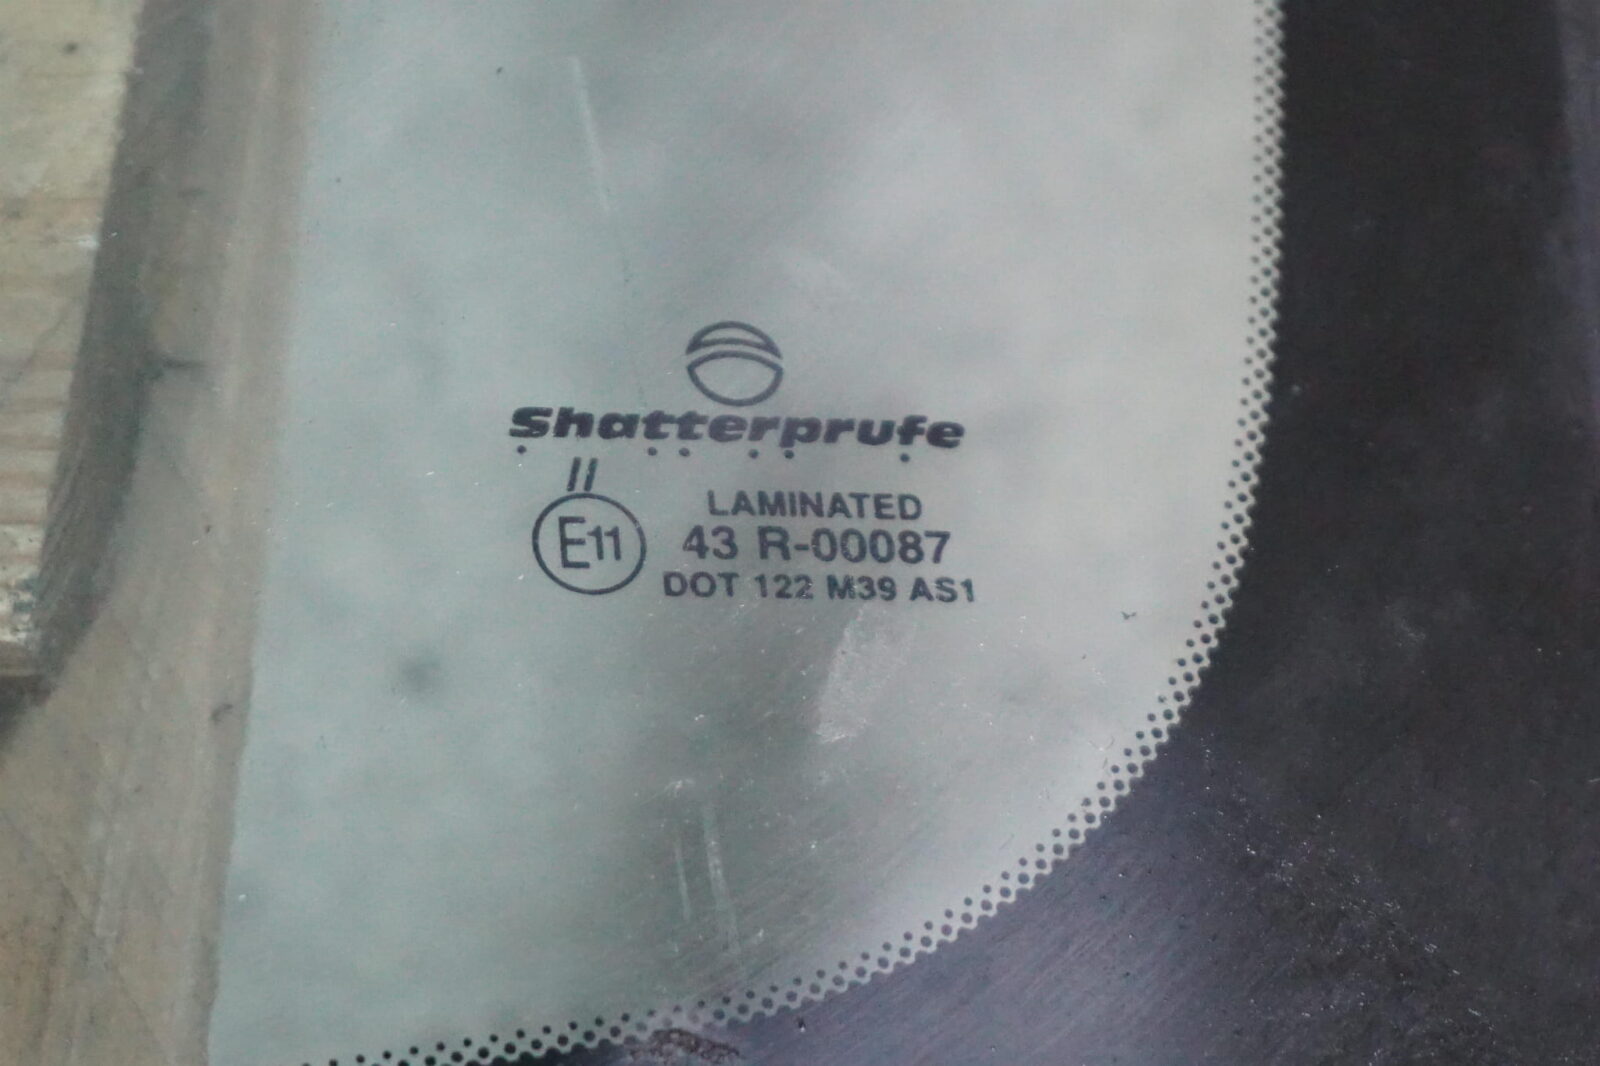 Shatterprufe
II
E11
LAMINATED
43 R-00087
DOT 122 M39 AS1